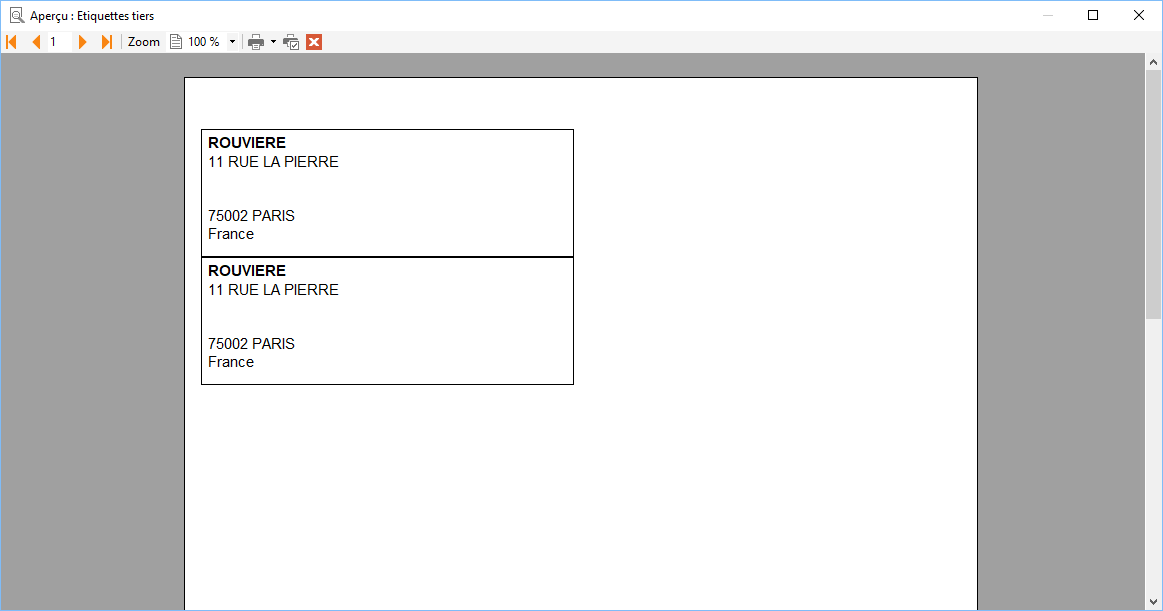 Aperçu : Etiquettes tiers
1 Zoom 100 %
ROUVIERE
11 RUE LA PIERRE
75002 PARIS
France
ROUVIERE
11 RUE LA PIERRE
75002 PARIS
France